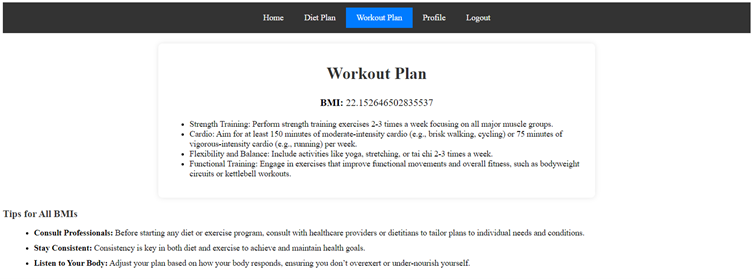 Home Diet Plan Workout Plan Profile Logout
Workout Plan
BMI: 22.152646502835537
• Strength Training: Perform strength training exercises 2-3 times a week focusing on all major muscle groups.
• Cardio: Aim for at least 150 minutes of moderate-intensity cardio (e.g., brisk walking, cycling) or 75 minutes of
vigorous-intensity cardio (e.g., running) per week.
• Flexibility and Balance: Include activities like yoga, stretching, or tai chi 2-3 times a week.
• Functional Training: Engage in exercises that improve functional movements and overall fitness, such as bodyweight
circuits or kettlebell workouts.
Tips for All BMIs
• Consult Professionals: Before starting any diet or exercise program, consult with healthcare providers or dietitians to tailor plans to individual needs and conditions.
• Stay Consistent: Consistency is key in both diet and exercise to achieve and maintain health goals.
• Listen to Your Body: Adjust your plan based on how your body responds, ensuring you don't overexert or under-nourish yourself.